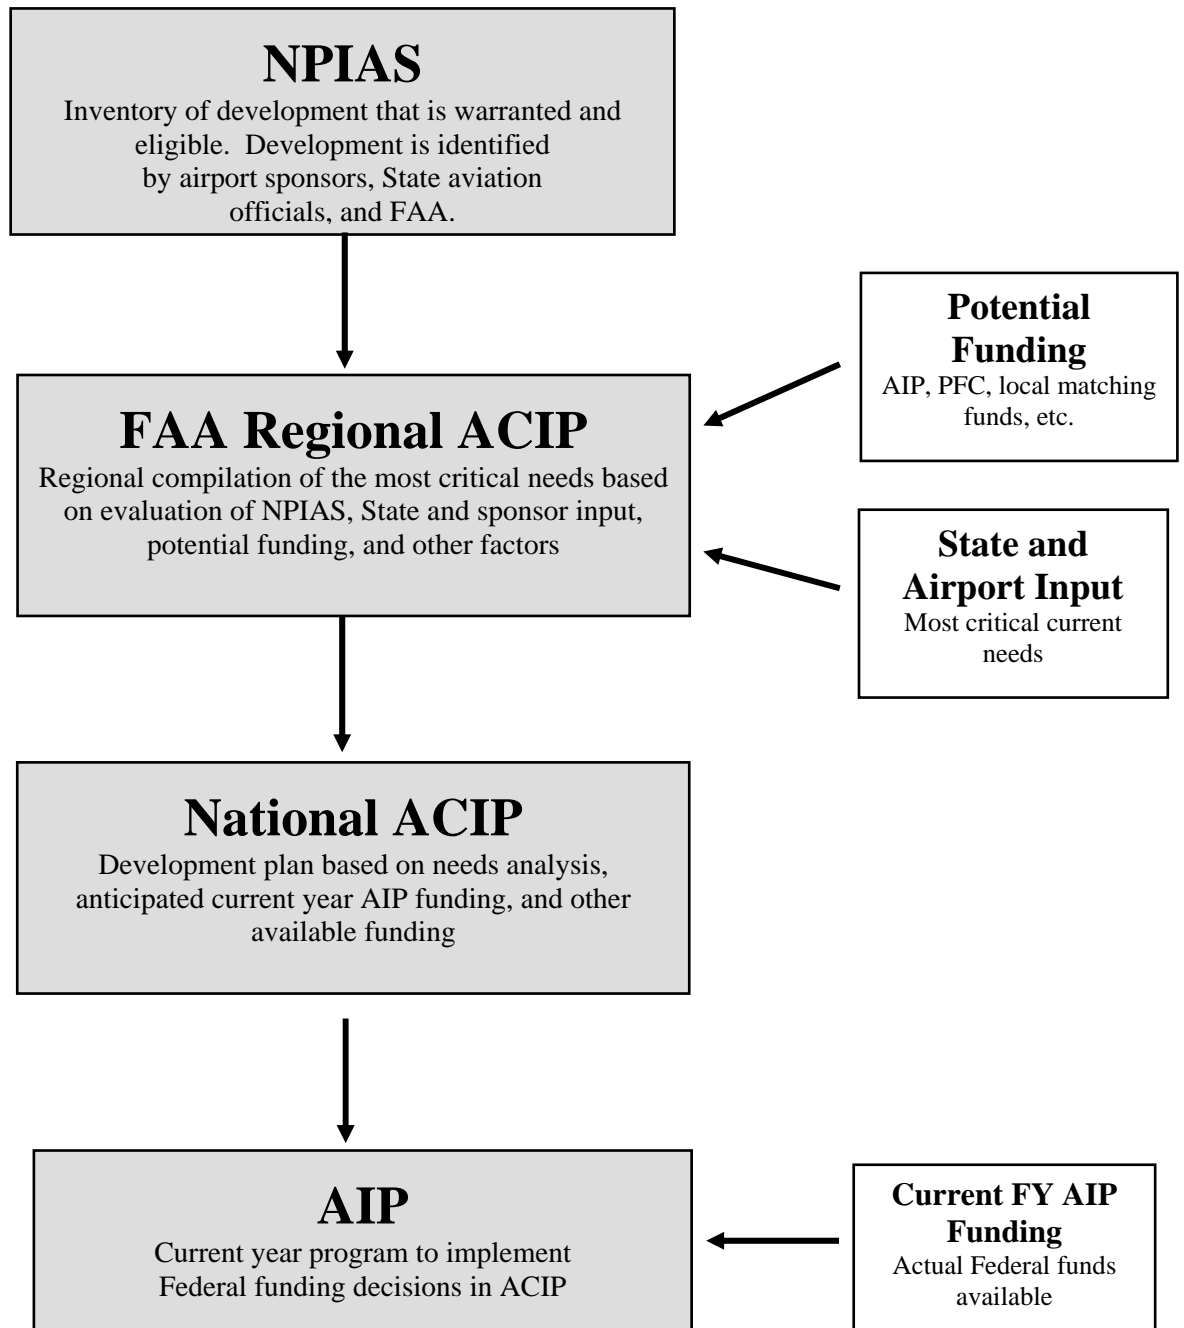 NPIAS
Inventory of development that is warranted and
eligible.  Development is identified
by airport sponsors, State aviation
officials, and FAA.
Potential
Funding
AIP, PFC, local matching
funds, etc.
FAA Regional ACIP
Regional compilation of the most critical needs based
on evaluation of NPIAS, State and sponsor input,
potential funding, and other factors
State and
Airport Input
Most critical current
needs
National ACIP
Development plan based on needs analysis,
anticipated current year AIP funding, and other
available funding
AIP
Current year program to implement
Federal funding decisions in ACIP
Current FY AIP
Funding
Actual Federal funds
available